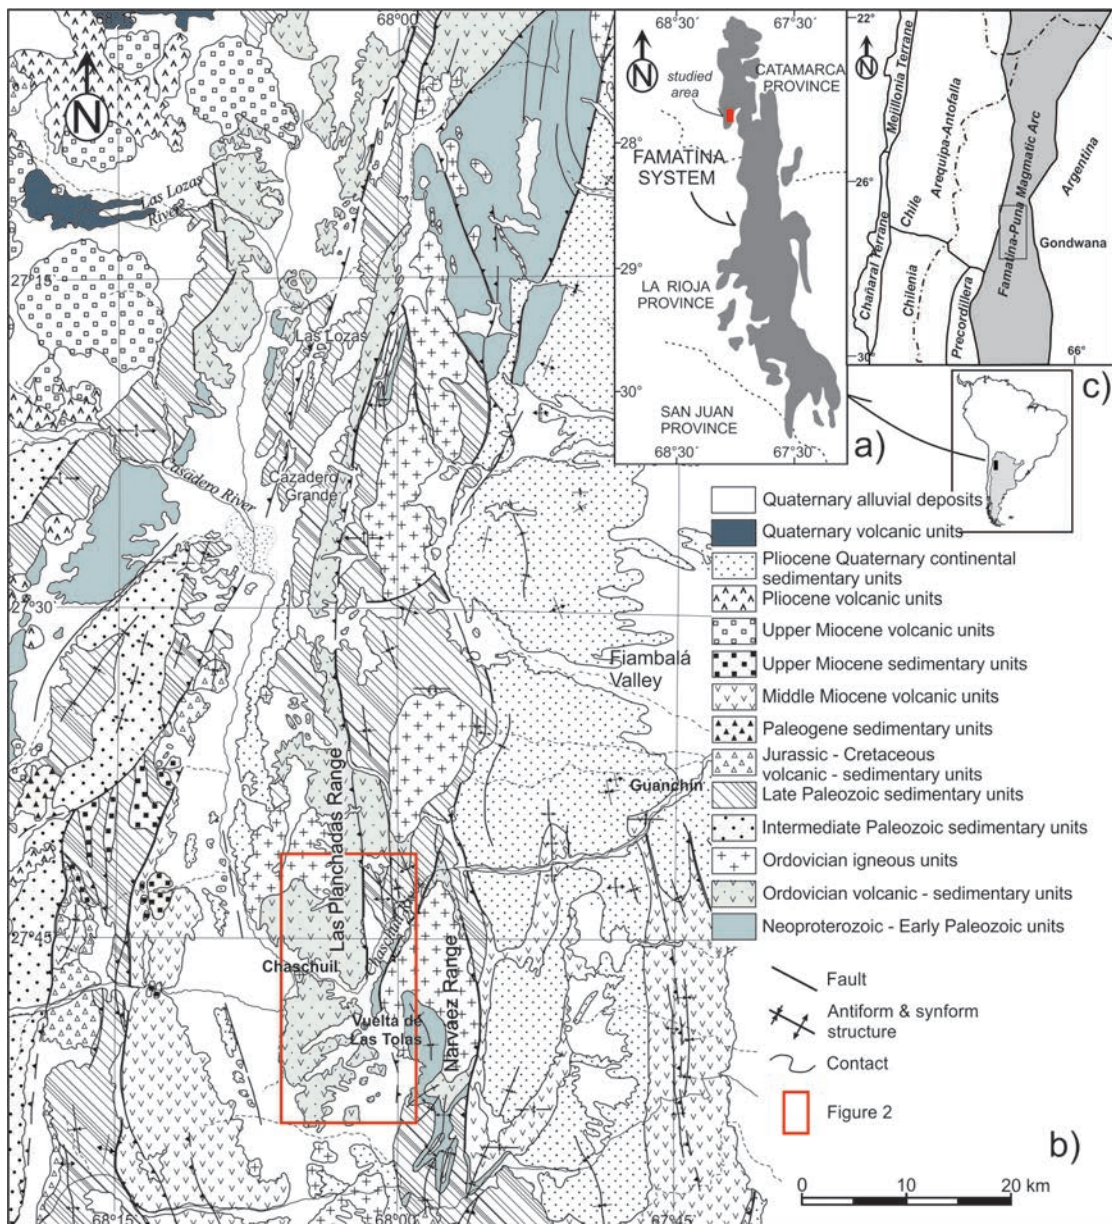 68°15'
68°00'
N
Las Lozas
River
27°15'
Las Lozas
Casadero River
Cazadero
Grande
27°30'
Fiambalá
Valley
Las Planchadas Range
Guanchín
27°45'
Chaschuil
Vuelta de
Las Tolas
Narváez Range
68°15'
68°00'
67°45'
68°30'
67°30'
N
studied
area
CATAMARCA
PROVINCE
28°
FAMATINA
SYSTEM
29°
LA RIOJA
PROVINCE
30°
SAN JUAN
PROVINCE
68°30'
67°30'
a)
22°
N
Mejillonia Terrane
Arequipa-Antofalla
Famatina-Puna Magmatic Arc
Argentina
26°
Chile
Gondwana
Chañaral Terrane
Chilenia
Precordillera
30°
66°
c)
Quaternary alluvial deposits
Quaternary volcanic units
Pliocene Quaternary continental
sedimentary units
Pliocene volcanic units
Upper Miocene volcanic units
Upper Miocene sedimentary units
Middle Miocene volcanic units
Paleogene sedimentary units
Jurassic - Cretaceous
volcanic - sedimentary units
Late Paleozoic sedimentary units
Intermediate Paleozoic sedimentary units
Ordovician igneous units
Ordovician volcanic - sedimentary units
Neoproterozoic - Early Paleozoic units
Fault
Antiform & synform
structure
Contact
Figure 2
b)
0 10 20 km